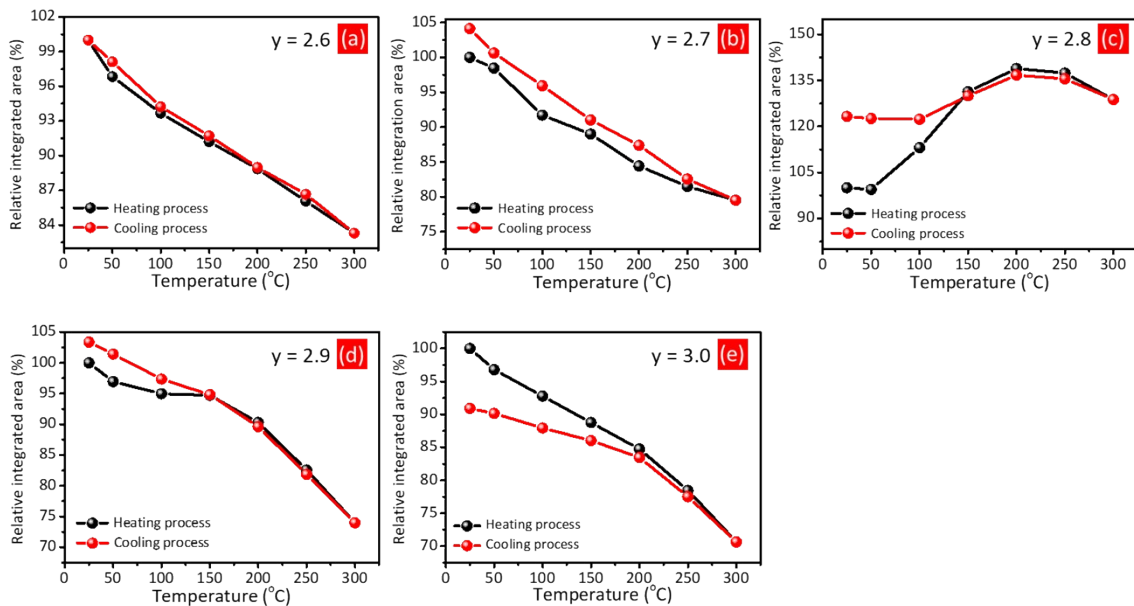 y = 2.6 (a)
Relative integrated area (%)
102
100
98
96
93
90
87
84
Heating process
Cooling process
0 50 100 150 200 250 300
Temperature (°C)
y = 2.7 (b)
Relative integration area (%)
105
100
95
90
85
80
75
Heating process
Cooling process
0 50 100 150 200 250 300
Temperature (°C)
y = 2.8 (c)
Relative integrated area (%)
150
135
120
105
90
Heating process
Cooling process
0 50 100 150 200 250 300
Temperature (°C)
y = 2.9 (d)
Relative integrated area (%)
105
100
95
90
85
80
75
70
Heating process
Cooling process
0 50 100 150 200 250 300
Temperature (°C)
y = 3.0 (e)
Relative integrated area (%)
100
95
90
85
80
75
70
Heating process
Cooling process
0 50 100 150 200 250 300
Temperature (°C)